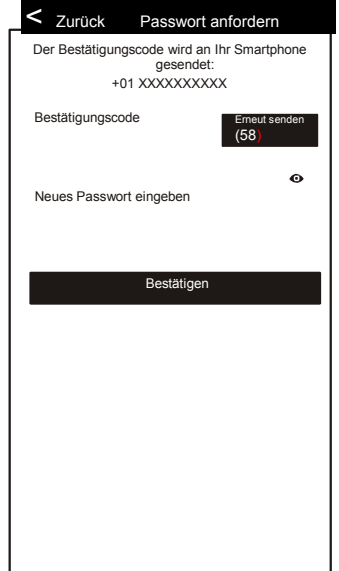 < Zurück Passwort anfordern
Der Bestätigungscode wird an Ihr Smartphone
gesendet:
+01 XXXXXXXXXX
Bestätigungscode
Erneut senden
(58)
Neues Passwort eingeben
Bestätigen